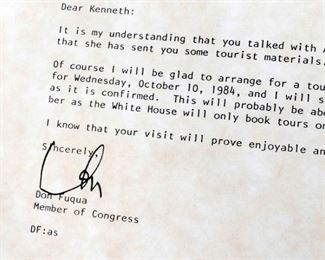 Dear Kenneth:
It is my understanding that you talked with
that she has sent you some tourist materials.
Of course I will be glad to arrange for a
for Wednesday, October 10, 1984, and I will
as it is confirmed. This will probably be
ber as the White House will only book tours
I know that your visit will prove enjoyable
Sincerely,
Don Fuqua
Member of Congress
DF:as